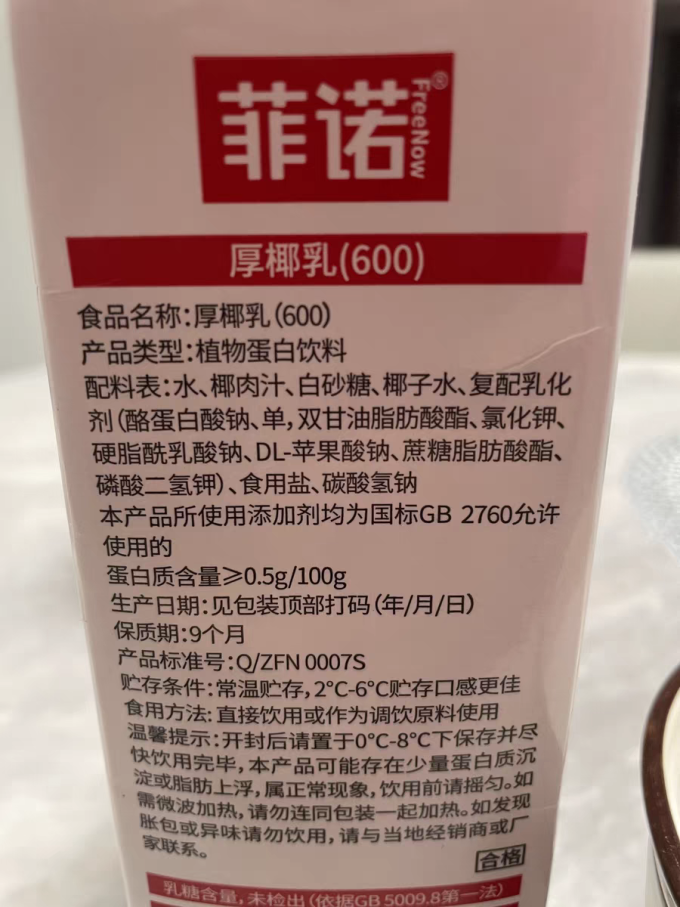 菲诺
FreeNow®
厚椰乳(600)
食品名称:厚椰乳(600)
产品类型:植物蛋白饮料
配料表:水、椰肉汁、白砂糖、椰子水、复配乳化
剂(酪蛋白酸钠、单,双甘油脂肪酸酯、氯化钾、
硬脂酰乳酸钠、DL-苹果酸钠、蔗糖脂肪酸酯、
磷酸二氢钾)、食用盐、碳酸氢钠
本产品所使用添加剂均为国标GB 2760允许
使用的
蛋白质含量≥0.5g/100g
生产日期:见包装顶部打码(年/月/日)
保质期:9个月
产品标准号:Q/ZFN 0007S
贮存条件:常温贮存,2°C-6°C贮存口感更佳
食用方法:直接饮用或作为调饮原料使用
温馨提示:开封后请置于0°C-8°C下保存并尽
快饮用完毕,本产品可能存在少量蛋白质沉
淀或脂肪上浮,属正常现象,饮用前请摇匀。如
需微波加热,请勿连同包装一起加热。如发现
胀包或异味请勿饮用,请与当地经销商或厂
家联系。
合格
乳糖含量,未检出(依据GB 5009.8第一法)